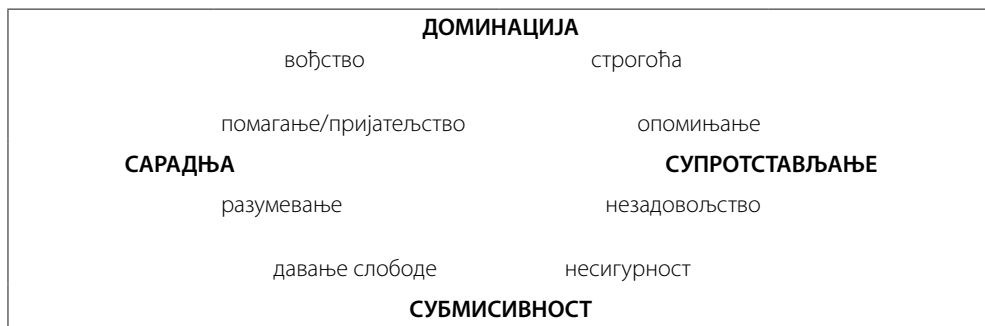 ДОМИНАЦИЈА
вођство строгоћа
помагање/пријатељство опомињање
САРАДЊА СУПРОТСТАВЉАЊЕ
разумевање незадовољство
давање слободе несигурност
СУБМИСИВНОСТ